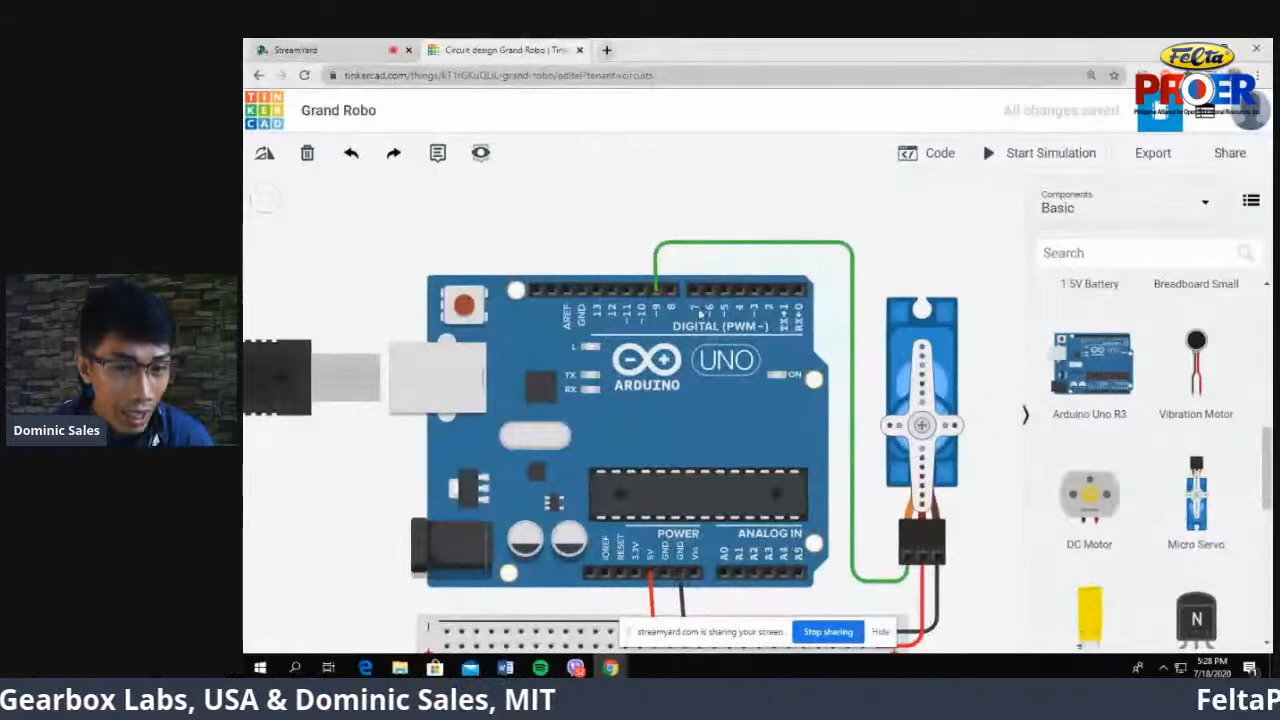 StreamYard
Circuit design Grand Robo | Tin
FeLTa
PROER
TIN
KER
CAD
Grand Robo
All changes saved
Code
Start Simulation
Export
Share
Components
Basic
Search
1.5V Battery
Breadboard Small
AREF
GND
13
12
~11
~10
~9
8
7
~6
~5
4
~3
2
TX→1
RX←0
DIGITAL (PWM~)
L
TX
RX
ARDUINO
UNO
ON
Arduino Uno R3
Vibration Motor
Dominic Sales
POWER
ANALOG IN
IOREF
RESET
3.3V
5V
GND
GND
Vin
A0
A1
A2
A3
A4
A5
DC Motor
Micro Servo
N
streamyard.com is sharing your screen.
Stop sharing
Hide
5:28 PM
7/18/2020
Gearbox Labs, USA & Dominic Sales, MIT
FeltaP